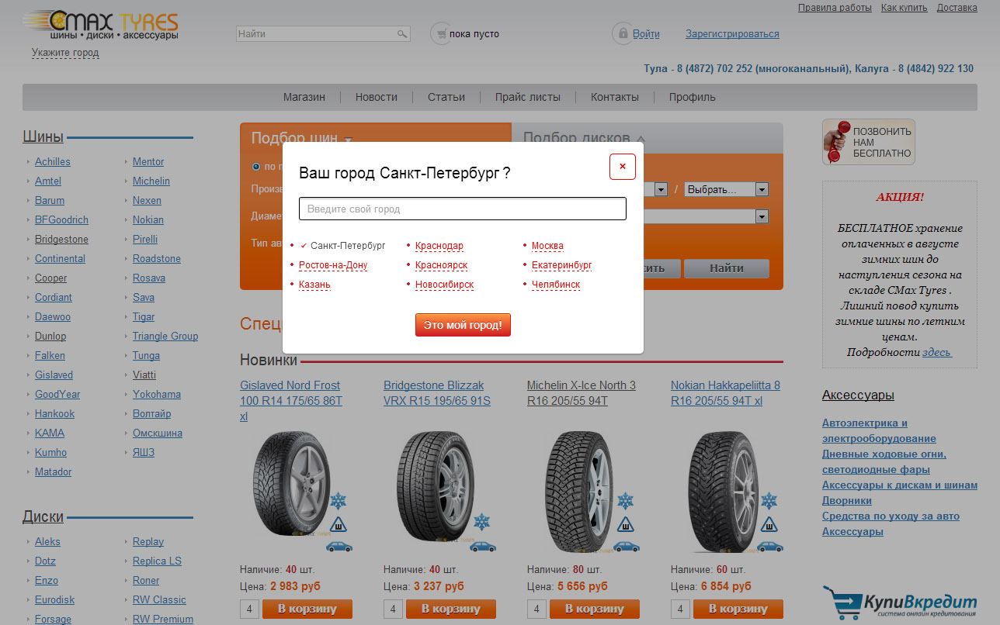 CMAX TYRES
шины • диски • аксессуары
Укажите город
Найти
пока пусто
Войти
Зарегистрироваться
Правила работы Как купить Доставка
Тула - 8 (4872) 702 252 (многоканальный), Калуга - 8 (4842) 922 130
Магазин Новости Статьи Прайс листы Контакты Профиль
Шины
Achilles Mentor
Amtel Michelin
Barum Nexen
BFGoodrich Nokian
Bridgestone Pirelli
Continental Roadstone
Cooper Rosava
Cordiant Sava
Daewoo Tigar
Dunlop Triangle Group
Falken Tunga
Gislaved Viatti
GoodYear Yokohama
Hankook Волтайр
KAMA Омскшина
Kumho ЯШЗ
Matador
Диски
Aleks Replay
Dotz Replica LS
Enzo Roner
Eurodisk RW Classic
Forsage RW Premium
Подбор шин Подбор дисков
по
/ Выбрать...
Тип
Найти
Ваш город Санкт-Петербург ?
×
Введите свой город
✓ Санкт-Петербург Краснодар Москва
Ростов-на-Дону Красноярск Екатеринбург
Казань Новосибирск Челябинск
Это мой город!
Новинки
Gislaved Nord Frost
100 R14 175/65 86T
xl
Наличие: 40 шт.
Цена: 2 983 руб
4 В корзину
Bridgestone Blizzak
VRX R15 195/65 91S
Наличие: 40 шт.
Цена: 3 237 руб
4 В корзину
Michelin X-Ice North 3
R16 205/55 94T
Наличие: 80 шт.
Цена: 5 656 руб
4 В корзину
Nokian Hakkapeliitta 8
R16 205/55 94T xl
Наличие: 60 шт.
Цена: 6 854 руб
4 В корзину
ПОЗВОНИТЬ
НАМ
БЕСПЛАТНО
АКЦИЯ!
БЕСПЛАТНОЕ хранение
оплаченных в августе
зимних шин до
наступления сезона на
складе CMax Tyres .
Лишний повод купить
зимние шины по летним
ценам.
Подробности здесь
Аксессуары
Автоэлектрика и
электрооборудование
Дневные ходовые огни,
светодиодные фары
Аксессуары к дискам и шинам
Дворники
Средства по уходу за авто
Аксессуары
КупиВкредит
система онлайн кредитования